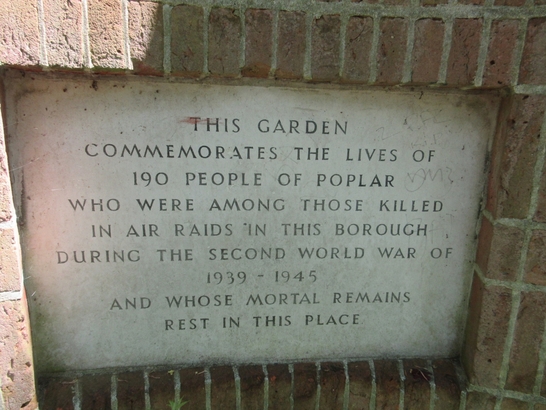 THIS GARDEN
COMMEMORATES THE LIVES OF
190 PEOPLE OF POPLAR
WHO WERE AMONG THOSE KILLED
IN AIR RAIDS IN THIS BOROUGH
DURING THE SECOND WORLD WAR OF
1939 - 1945
AND WHOSE MORTAL REMAINS
REST IN THIS PLACE